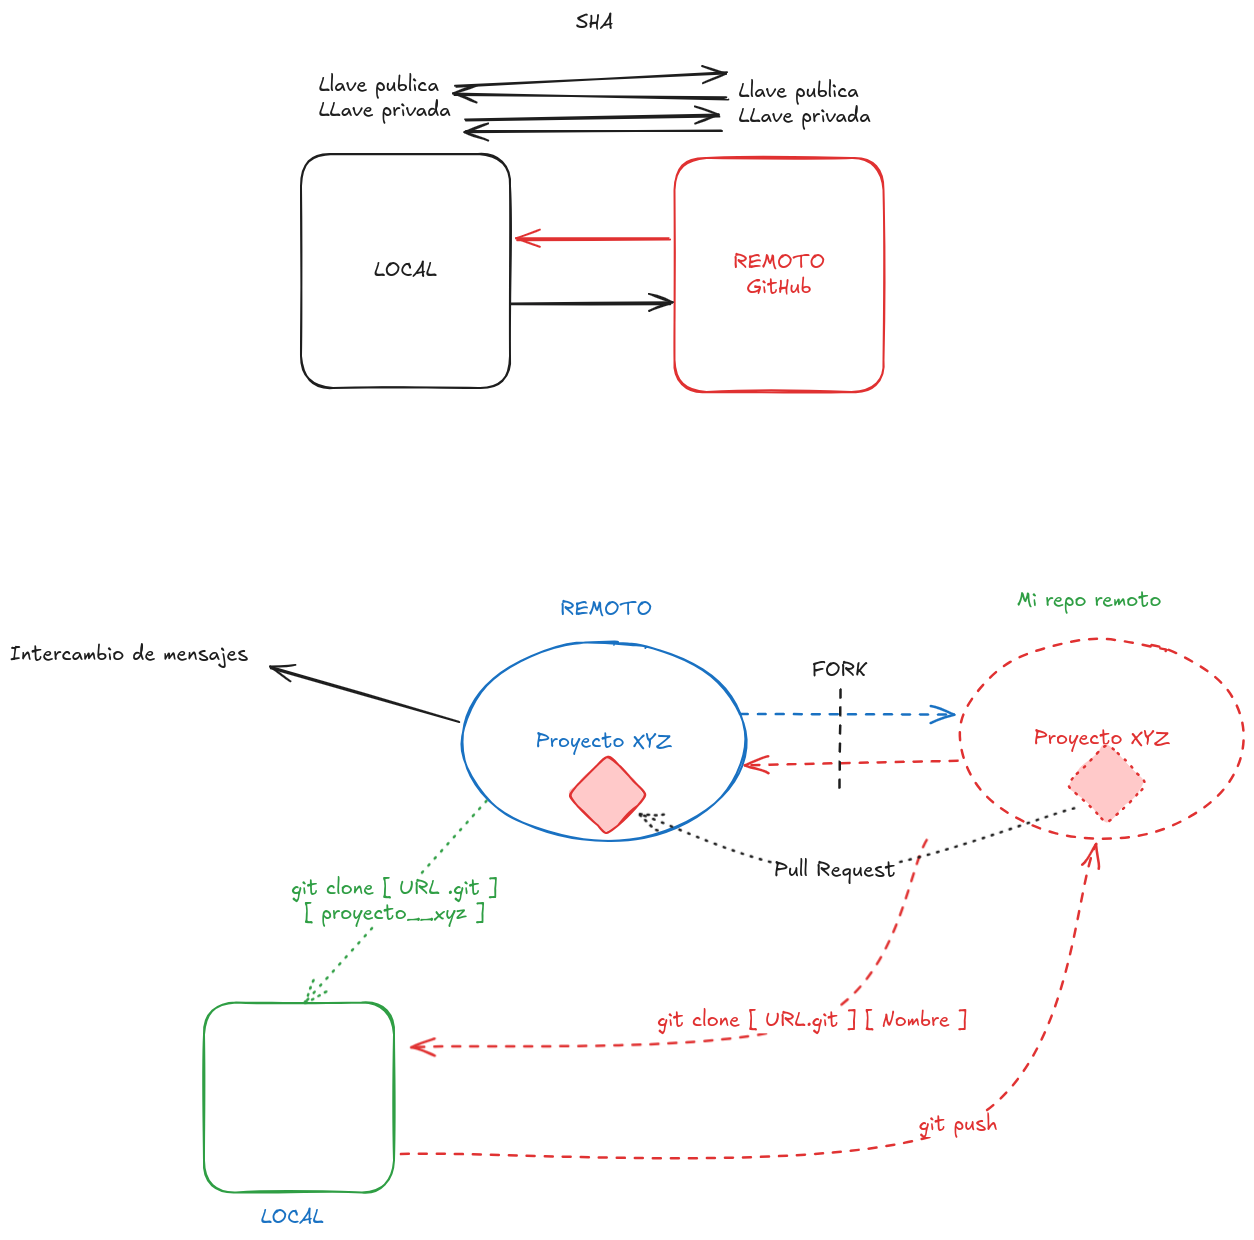 SHA
Llave publica
LLave privada
Llave publica
LLave privada
LOCAL
REMOTO
GitHub
REMOTO
Mi repo remoto
Intercambio de mensajes
FORK
Proyecto XYZ
Proyecto XYZ
Pull Request
git clone [ URL .git ]
[ proyecto__xyz ]
git clone [ URL.git ] [ Nombre ]
git push
LOCAL